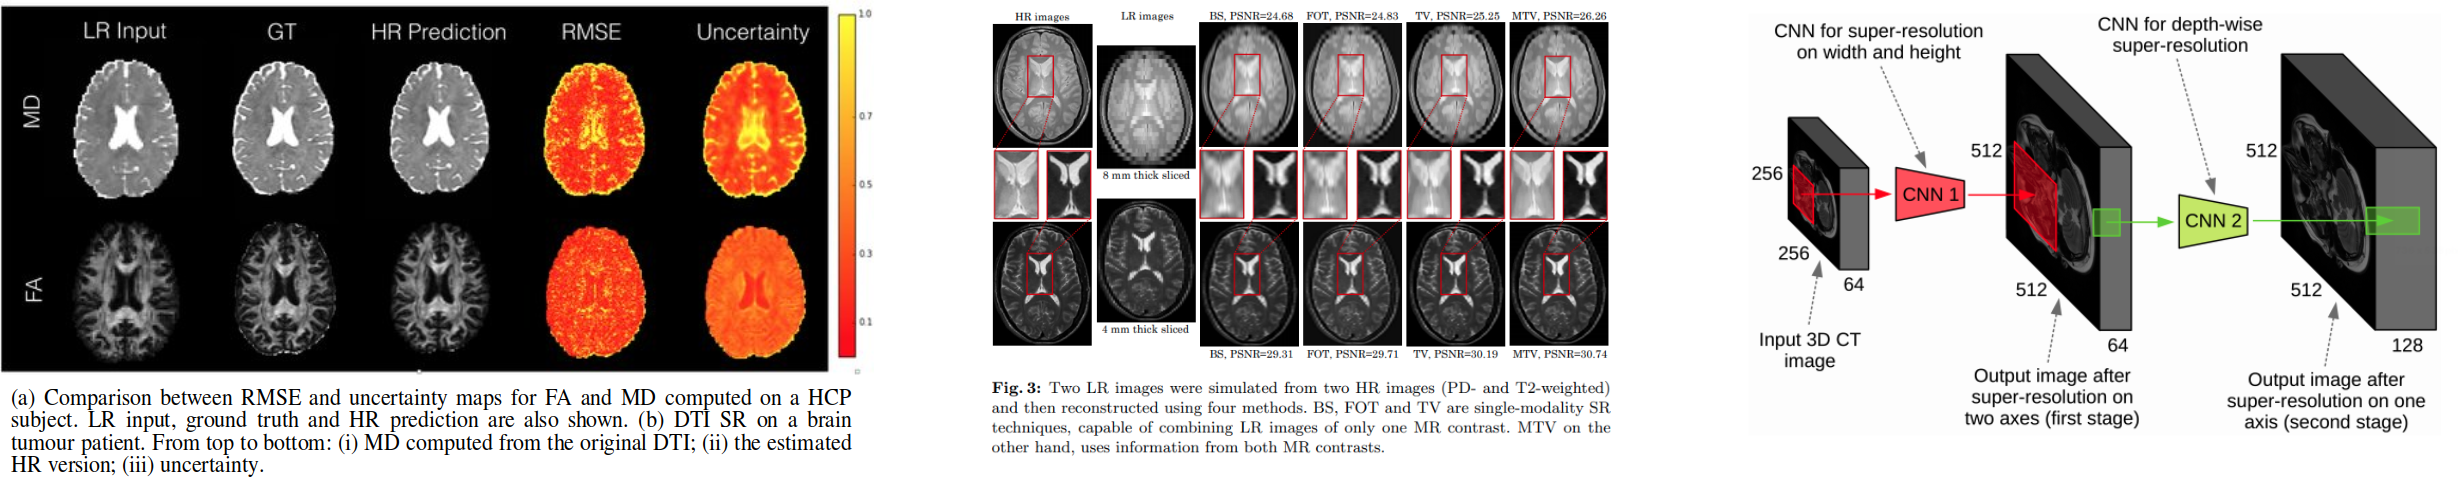 LR Input GT HR Prediction RMSE Uncertainty
MD
FA
1.0
0.7
0.5
0.3
0.1
(a) Comparison between RMSE and uncertainty maps for FA and MD computed on a HCP
subject. LR input, ground truth and HR prediction are also shown. (b) DTI SR on a brain
tumour patient. From top to bottom: (i) MD computed from the original DTI; (ii) the estimated
HR version; (iii) uncertainty.
HR images LR images BS, PSNR=24.68 FOT, PSNR=24.83 TV, PSNR=25.25 MTV, PSNR=26.26
8 mm thick sliced
4 mm thick sliced
BS, PSNR=29.31 FOT, PSNR=29.71 TV, PSNR=30.19 MTV, PSNR=30.74
Fig. 3: Two LR images were simulated from two HR images (PD- and T2-weighted)
and then reconstructed using four methods. BS, FOT and TV are single-modality SR
techniques, capable of combining LR images of only one MR contrast. MTV on the
other hand, uses information from both MR contrasts.
CNN for super-resolution
on width and height
CNN for depth-wise
super-resolution
256
256
64
Input 3D CT
image
CNN 1
512
512
64
Output image after
super-resolution on
two axes (first stage)
CNN 2
512
512
128
Output image after
super-resolution on one
axis (second stage)